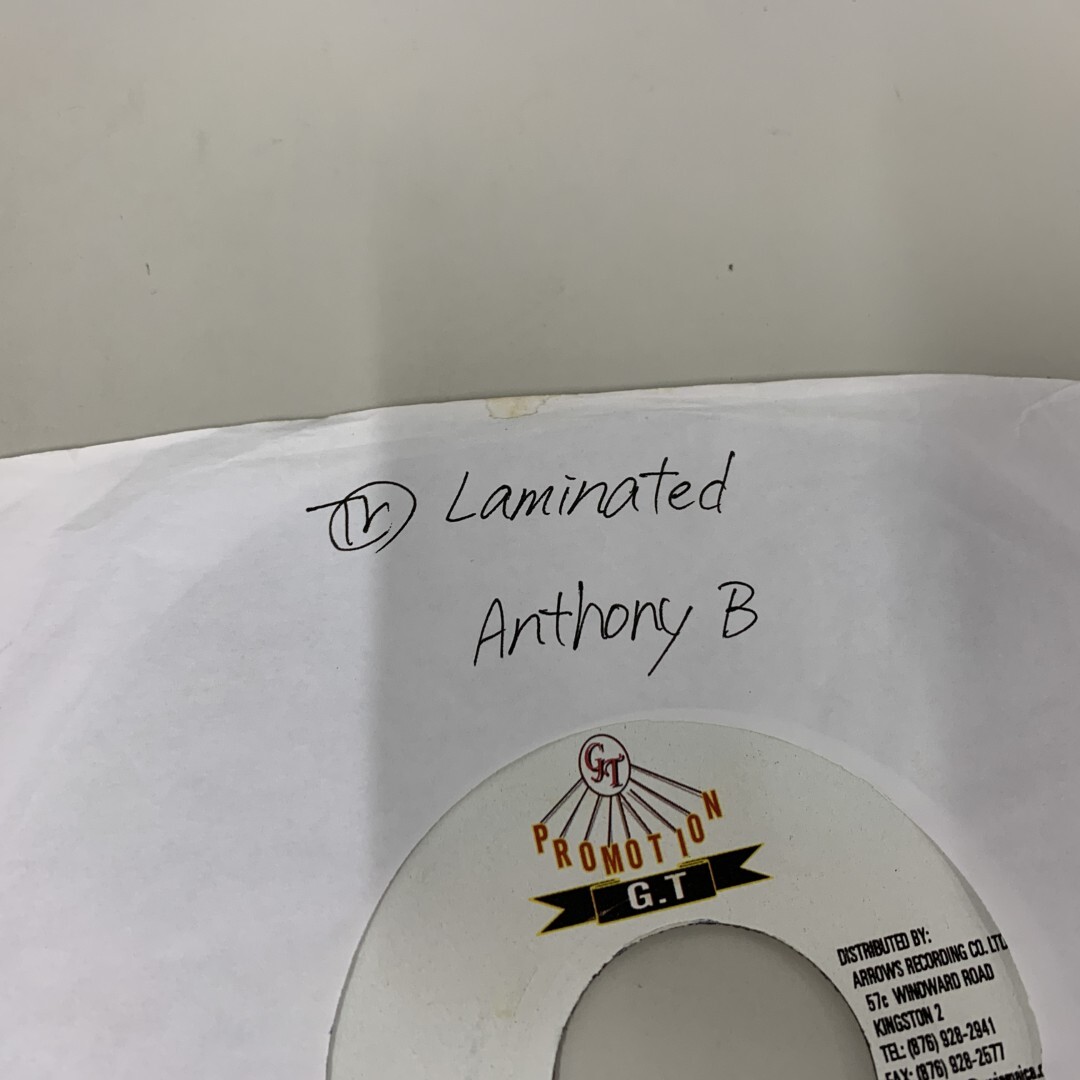 Tr Laminated
Anthony B
GT
PROMOTION
G.T
DISTRIBUTED BY:
ARROWS RECORDING CO. LTD
57c WINDWARD ROAD
KINGSTON 2
TEL: (876) 928-2941
FAX: (876) 928-2577